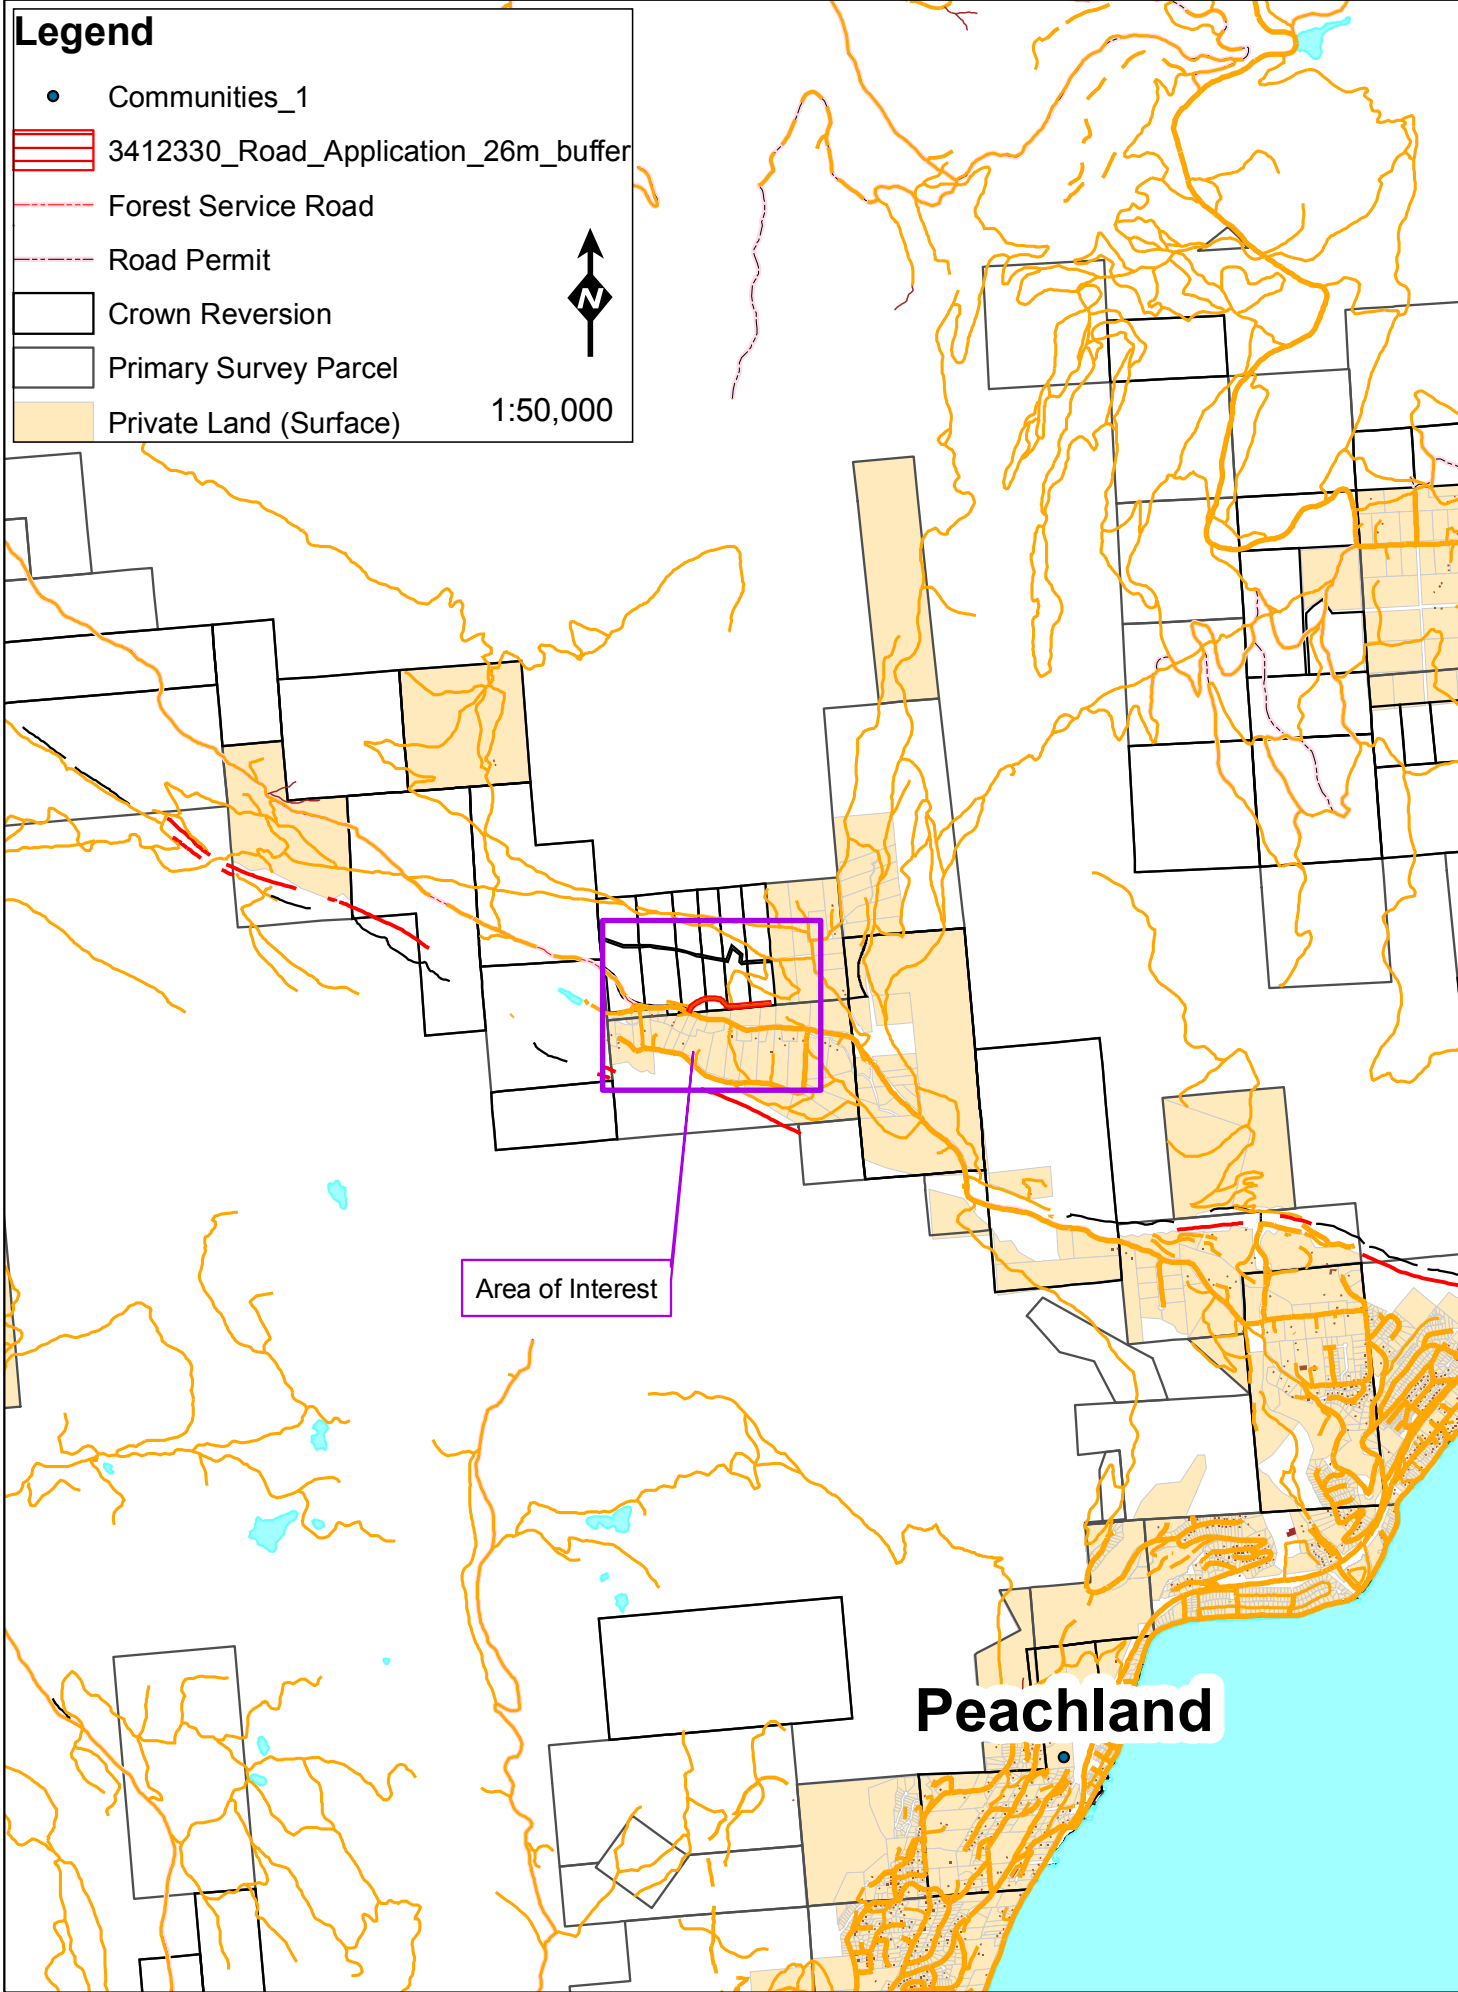 Legend
Communities_1
3412330_Road_Application_26m_buffer
Forest Service Road
Road Permit
N
Crown Reversion
Primary Survey Parcel
1:50,000
Private Land (Surface)
Area of Interest
Peachland